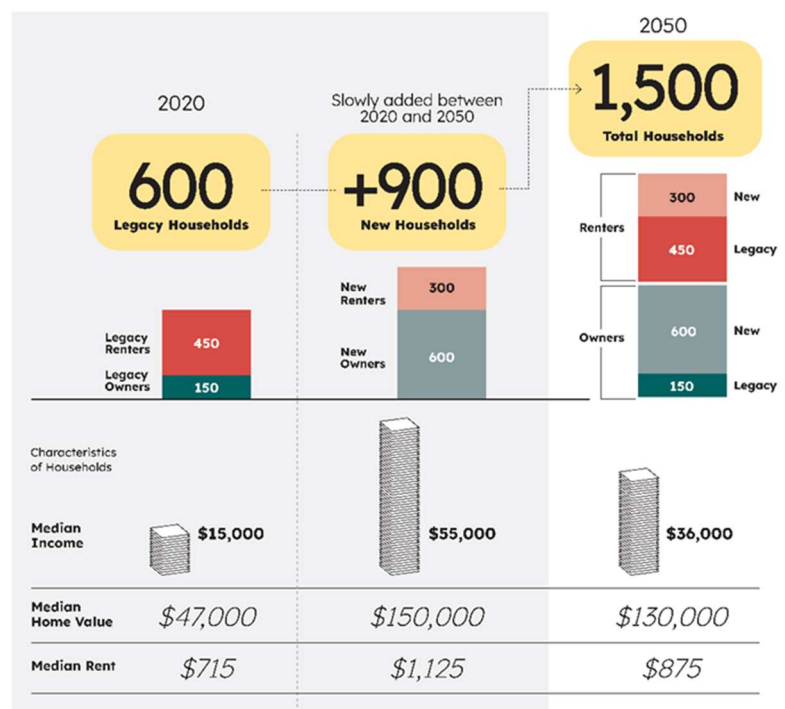 2020
600
Legacy Households
Slowly added between
2020 and 2050
+900
New Households
2050
1,500
Total Households
Legacy
Renters
450
Legacy
Owners
150
New
Renters
300
New
Owners
600
Renters
300
New
450
Legacy
Owners
600
New
150
Legacy
Characteristics
of Households
Median
Income
$15,000
$55,000
$36,000
Median
Home Value
$47,000
$150,000
$130,000
Median Rent
$715
$1,125
$875